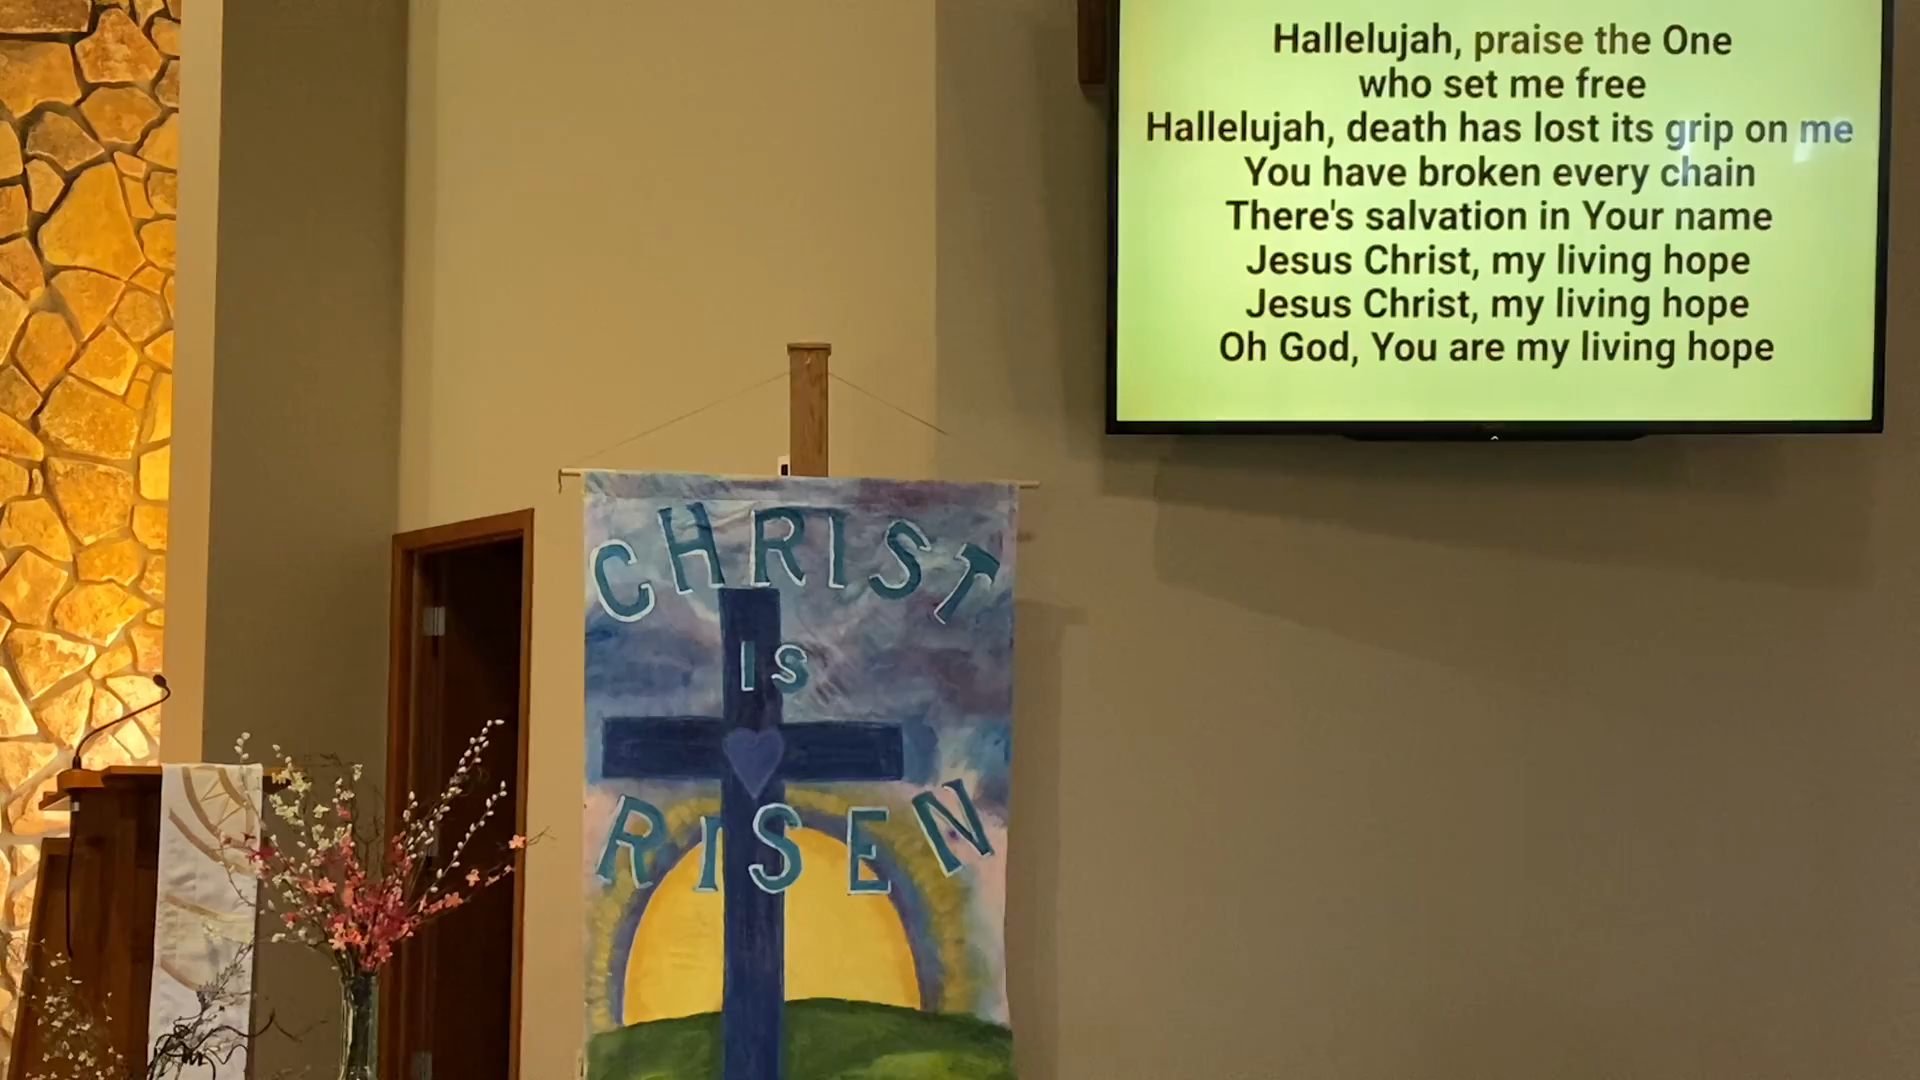 Hallelujah, praise the One
who set me free
Hallelujah, death has lost its grip on me
You have broken every chain
There's salvation in Your name
Jesus Christ, my living hope
Jesus Christ, my living hope
Oh God, You are my living hope
CHRIST
IS
RISEN